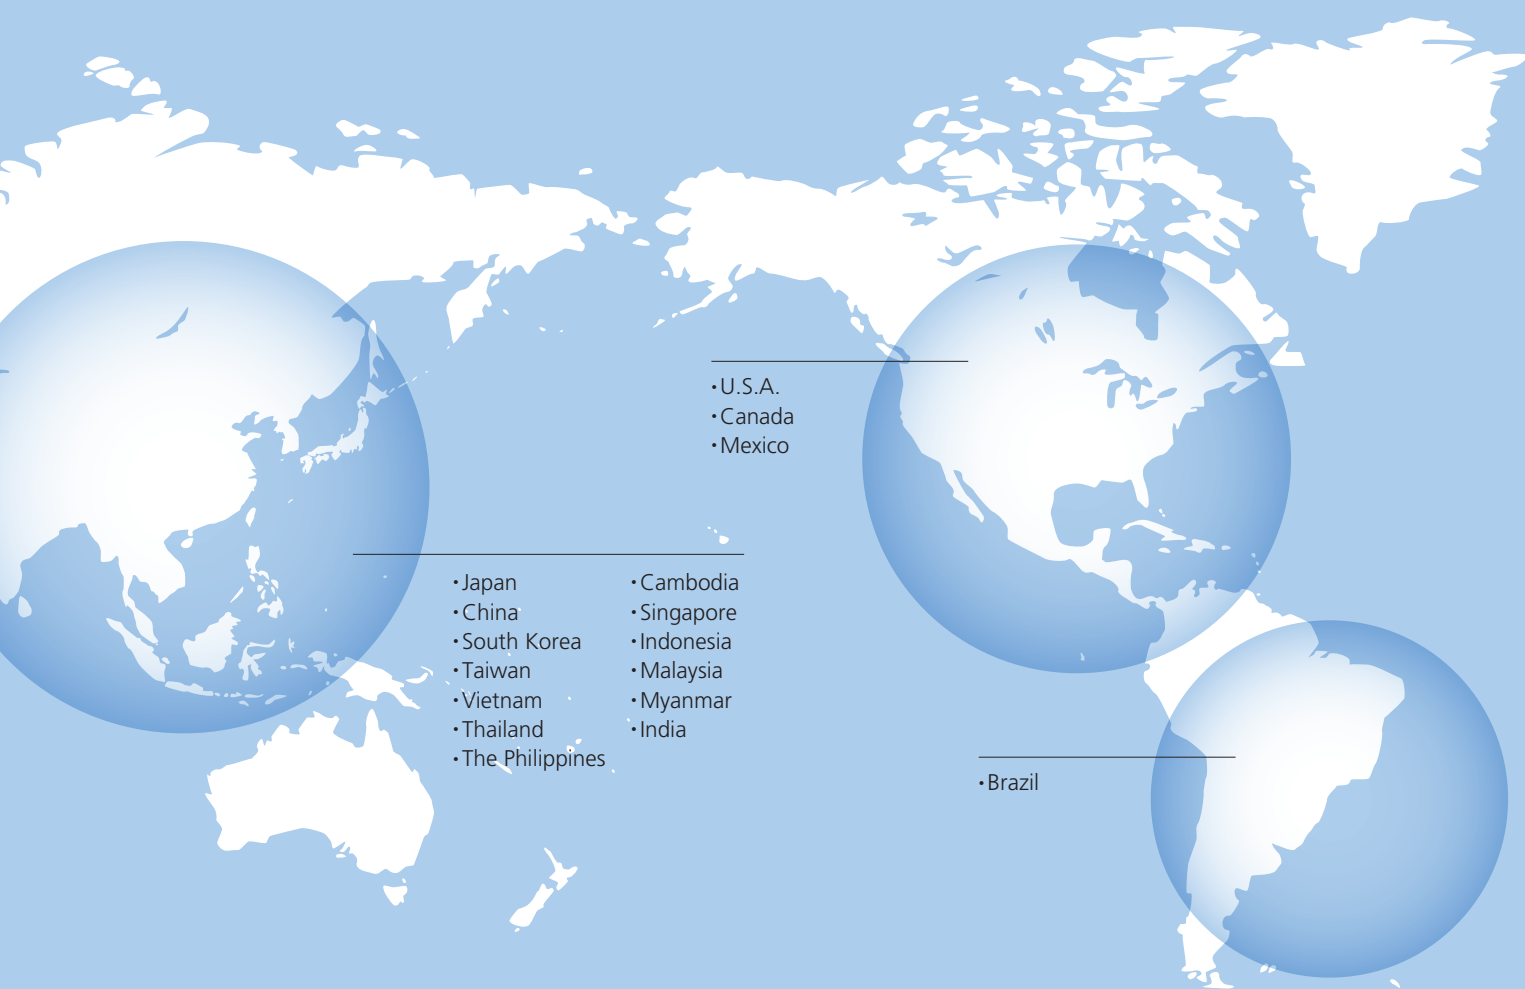 ・U.S.A.
・Canada
・Mexico
・Japan
・China
・South Korea
・Taiwan
・Vietnam
・Thailand
・The Philippines
・Cambodia
・Singapore
・Indonesia
・Malaysia
・Myanmar
・India
・Brazil